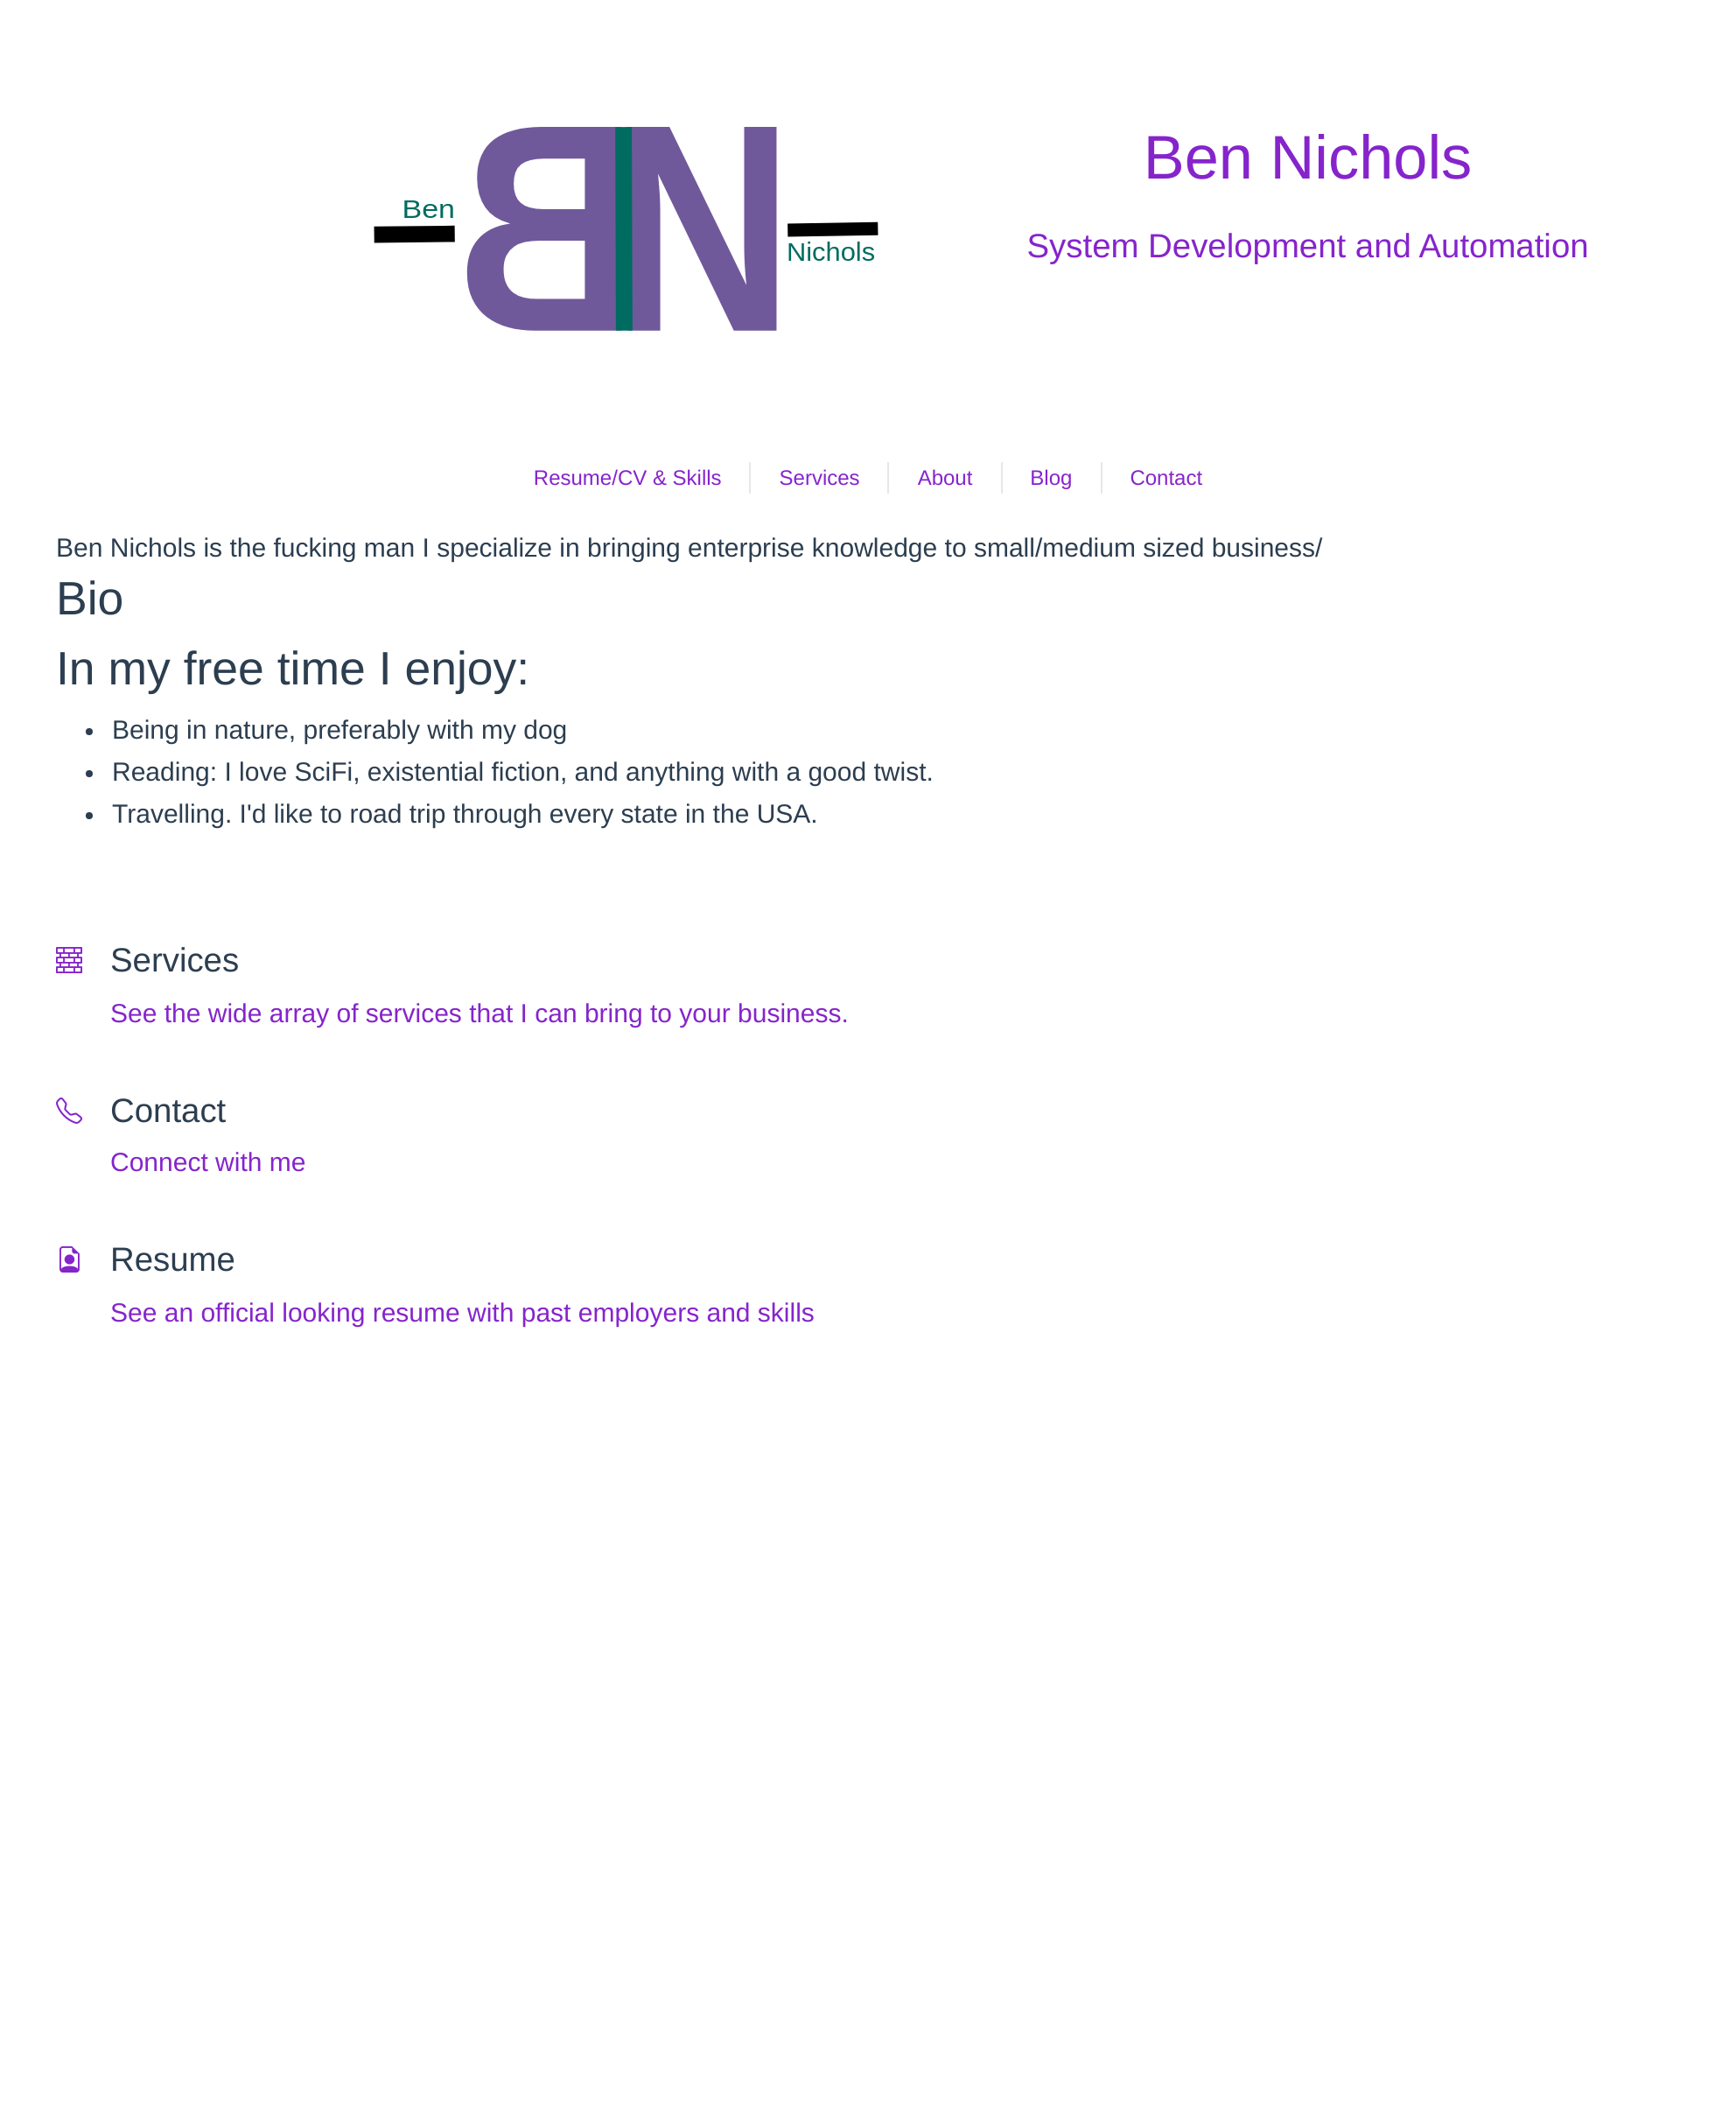 Ben
BN
Nichols
Ben Nichols
System Development and Automation
Resume/CV & Skills
Services
About
Blog
Contact
Ben Nichols is the fucking man I specialize in bringing enterprise knowledge to small/medium sized business/
Bio
In my free time I enjoy:
Being in nature, preferably with my dog
Reading: I love SciFi, existential fiction, and anything with a good twist.
Travelling. I'd like to road trip through every state in the USA.
Services
See the wide array of services that I can bring to your business.
Contact
Connect with me
Resume
See an official looking resume with past employers and skills